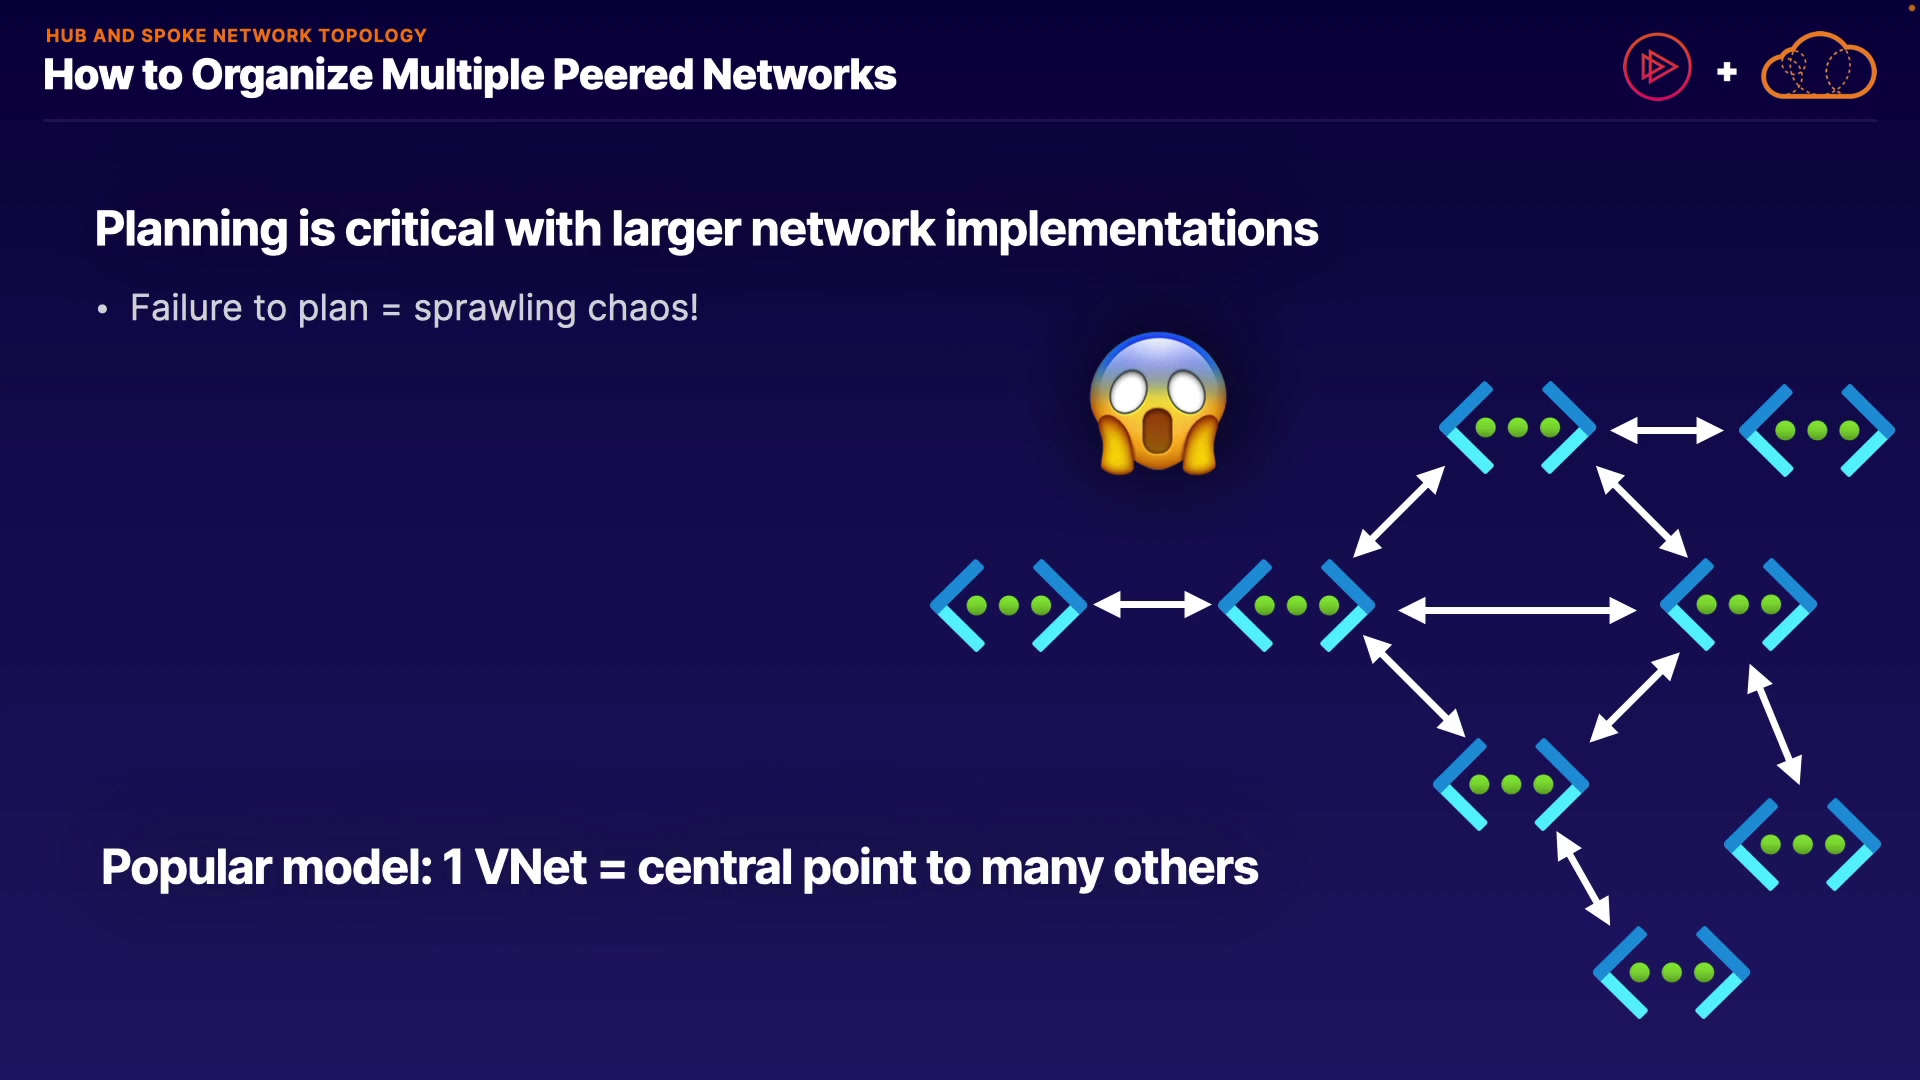 HUB AND SPOKE NETWORK TOPOLOGY
How to Organize Multiple Peered Networks
+
Planning is critical with larger network implementations
• Failure to plan = sprawling chaos!
Popular model: 1 VNet = central point to many others